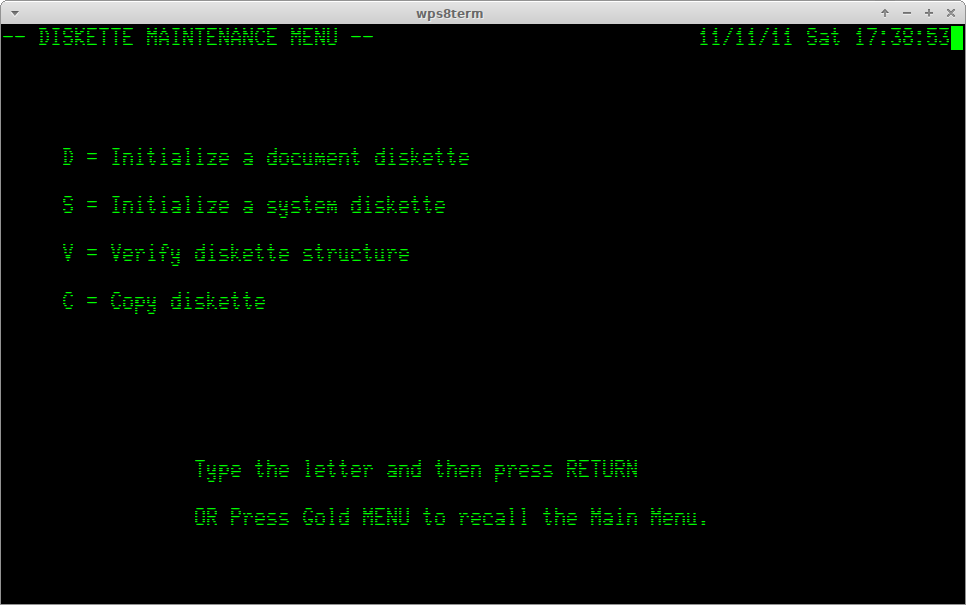 wps8term
-- DISKETTE MAINTENANCE MENU -- 11/11/11 Sat 17:38:53
D = Initialize a document diskette
S = Initialize a system diskette
V = Verify diskette structure
C = Copy diskette
Type the letter and then press RETURN
OR Press Gold MENU to recall the Main Menu.